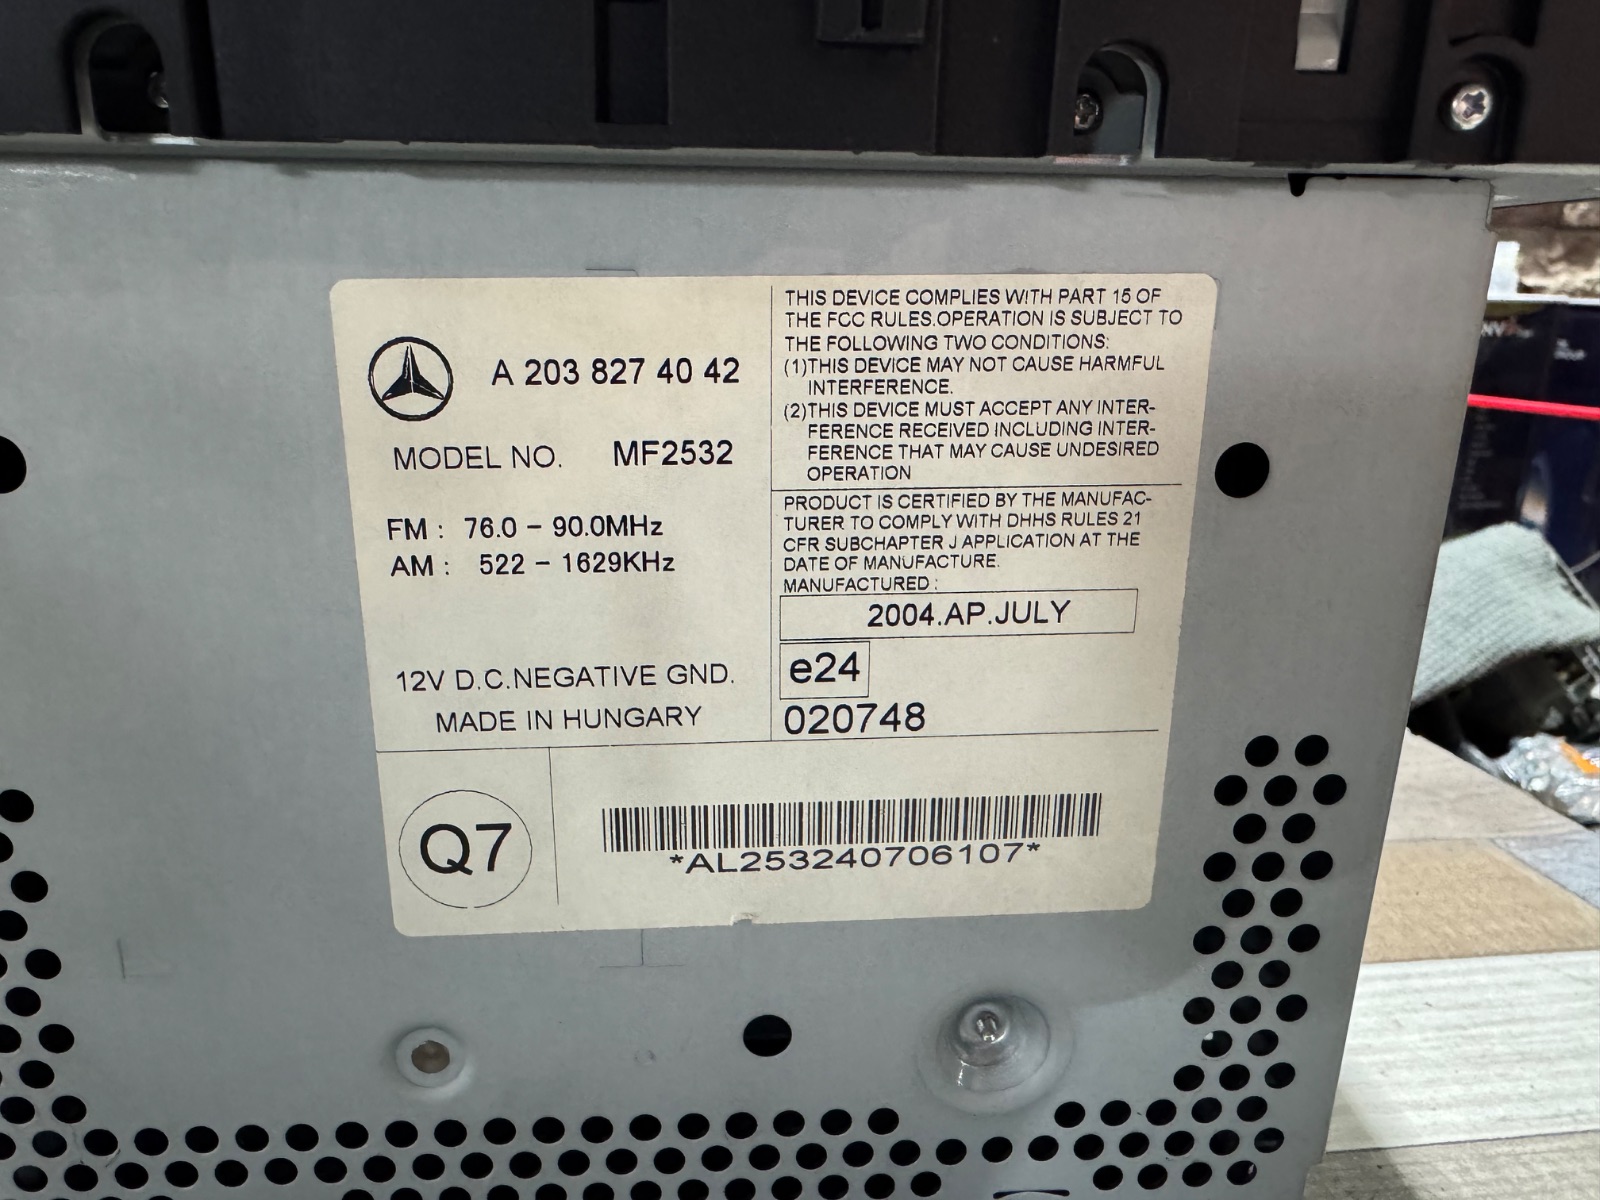 A 203 827 40 42
MODEL NO. MF2532
FM : 76.0 - 90.0MHz
AM : 522 - 1629KHz
12V D.C.NEGATIVE GND.
MADE IN HUNGARY
THIS DEVICE COMPLIES WITH PART 15 OF
THE FCC RULES.OPERATION IS SUBJECT TO
THE FOLLOWING TWO CONDITIONS:
(1)THIS DEVICE MAY NOT CAUSE HARMFUL
INTERFERENCE.
(2)THIS DEVICE MUST ACCEPT ANY INTER-
FERENCE RECEIVED INCLUDING INTER-
FERENCE THAT MAY CAUSE UNDESIRED
OPERATION
PRODUCT IS CERTIFIED BY THE MANUFAC-
TURER TO COMPLY WITH DHHS RULES 21
CFR SUBCHAPTER J APPLICATION AT THE
DATE OF MANUFACTURE.
MANUFACTURED :
2004.AP.JULY
e24
020748
Q7
*AL253240706107*